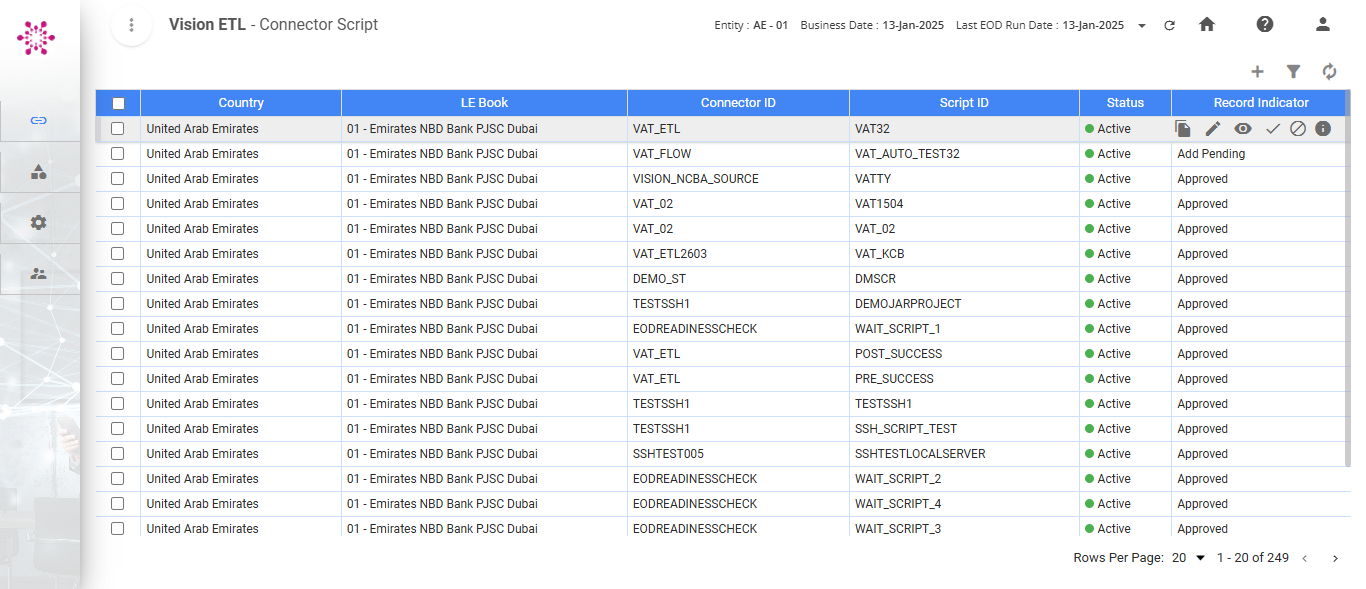 Vision ETL - Connector Script
Entity : AE - 01 Business Date : 13-Jan-2025 Last EOD Run Date : 13-Jan-2025
Country LE Book Connector ID Script ID Status Record Indicator
United Arab Emirates 01 - Emirates NBD Bank PJSC Dubai VAT_ETL VAT32 Active
United Arab Emirates 01 - Emirates NBD Bank PJSC Dubai VAT_FLOW VAT_AUTO_TEST32 Active Add Pending
United Arab Emirates 01 - Emirates NBD Bank PJSC Dubai VISION_NCBA_SOURCE VATTY Active Approved
United Arab Emirates 01 - Emirates NBD Bank PJSC Dubai VAT_02 VAT1504 Active Approved
United Arab Emirates 01 - Emirates NBD Bank PJSC Dubai VAT_02 VAT_02 Active Approved
United Arab Emirates 01 - Emirates NBD Bank PJSC Dubai VAT_ETL2603 VAT_KCB Active Approved
United Arab Emirates 01 - Emirates NBD Bank PJSC Dubai DEMO_ST DMSCR Active Approved
United Arab Emirates 01 - Emirates NBD Bank PJSC Dubai TESTSSH1 DEMOJARPROJECT Active Approved
United Arab Emirates 01 - Emirates NBD Bank PJSC Dubai EODREADINESSCHECK WAIT_SCRIPT_1 Active Approved
United Arab Emirates 01 - Emirates NBD Bank PJSC Dubai VAT_ETL POST_SUCCESS Active Approved
United Arab Emirates 01 - Emirates NBD Bank PJSC Dubai VAT_ETL PRE_SUCCESS Active Approved
United Arab Emirates 01 - Emirates NBD Bank PJSC Dubai TESTSSH1 TESTSSH1 Active Approved
United Arab Emirates 01 - Emirates NBD Bank PJSC Dubai TESTSSH1 SSH_SCRIPT_TEST Active Approved
United Arab Emirates 01 - Emirates NBD Bank PJSC Dubai SSHTEST005 SSHTESTLOCALSERVER Active Approved
United Arab Emirates 01 - Emirates NBD Bank PJSC Dubai EODREADINESSCHECK WAIT_SCRIPT_2 Active Approved
United Arab Emirates 01 - Emirates NBD Bank PJSC Dubai EODREADINESSCHECK WAIT_SCRIPT_4 Active Approved
United Arab Emirates 01 - Emirates NBD Bank PJSC Dubai EODREADINESSCHECK WAIT_SCRIPT_3 Active Approved
Rows Per Page: 20 1 - 20 of 249